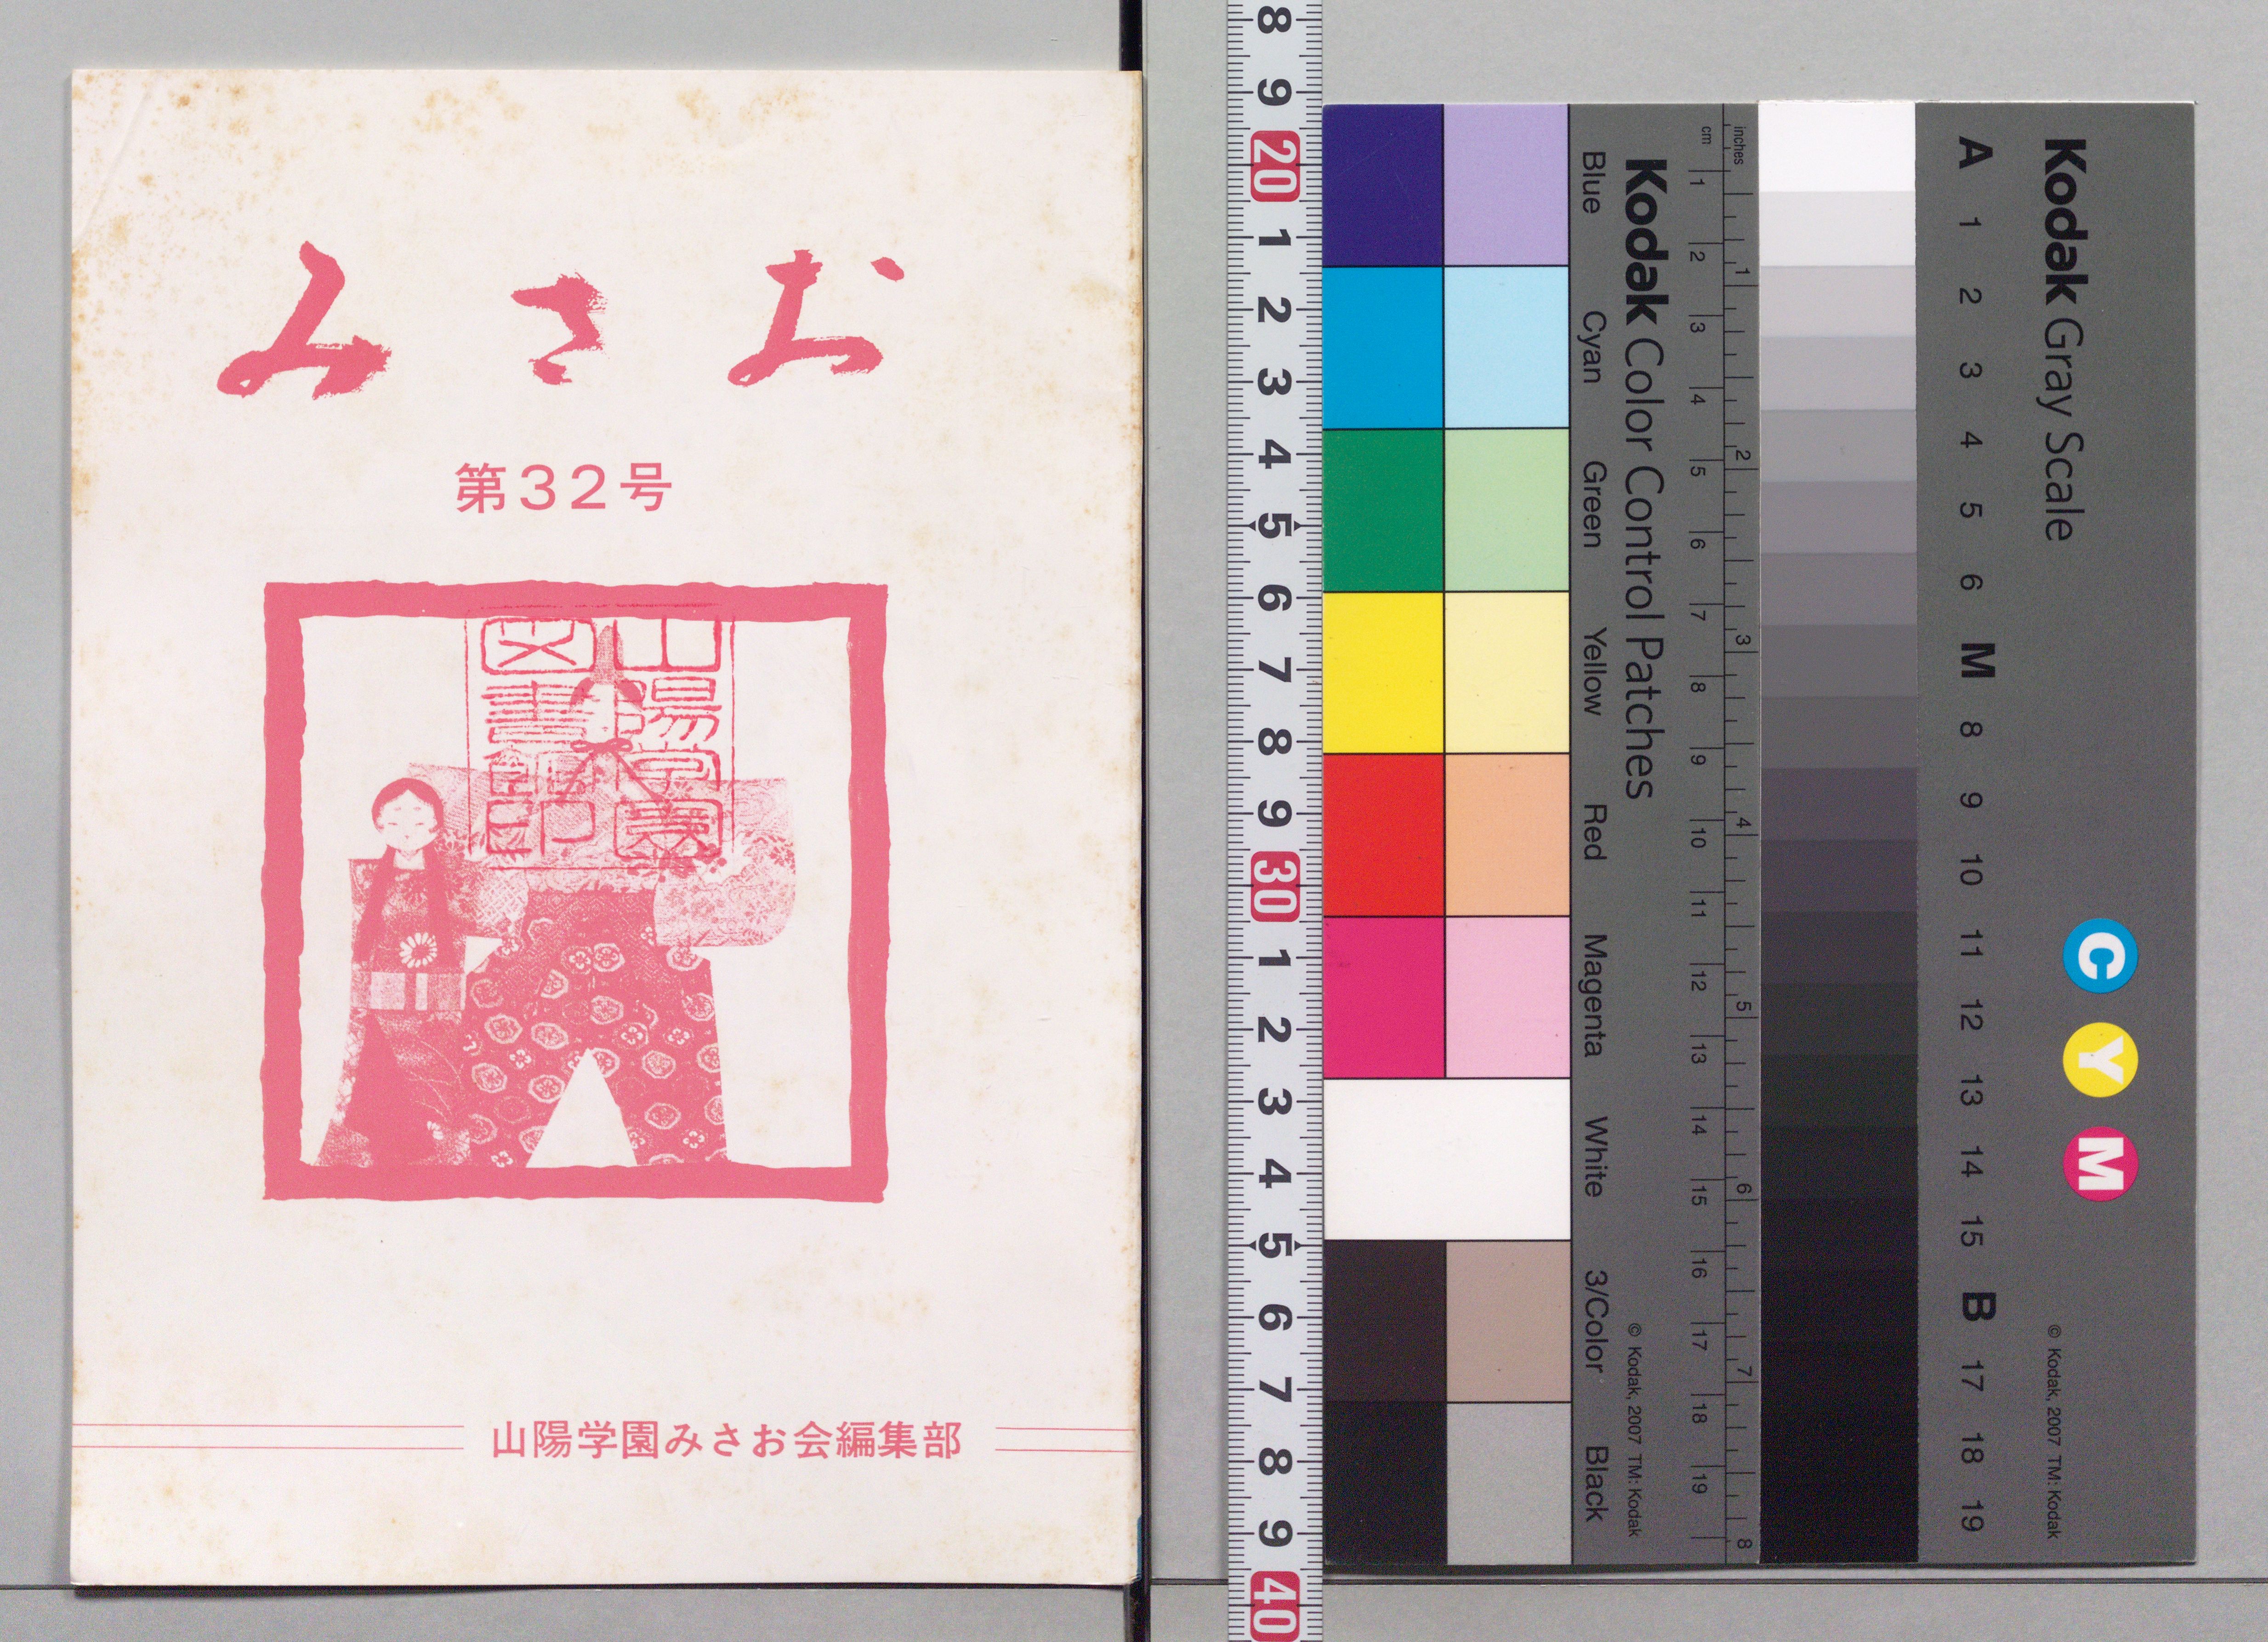 みさお
第32号
山陽学園
図書館印
山陽学園みさお会編集部
8 9 20 1 2 3 4 5 6 7 8 9 30 1 2 3 4 5 6 7 8 9 40
Kodak Color Control Patches
© Kodak, 2007 TM: Kodak
Blue Cyan Green Yellow Red Magenta White 3/Color Black
inches 1 2 3 4 5 6 7 8
cm 1 2 3 4 5 6 7 8 9 10 11 12 13 14 15 16 17 18 19
Kodak Gray Scale
C Y M
© Kodak, 2007 TM: Kodak
A 1 2 3 4 5 6 M 8 9 10 11 12 13 14 15 B 17 18 19